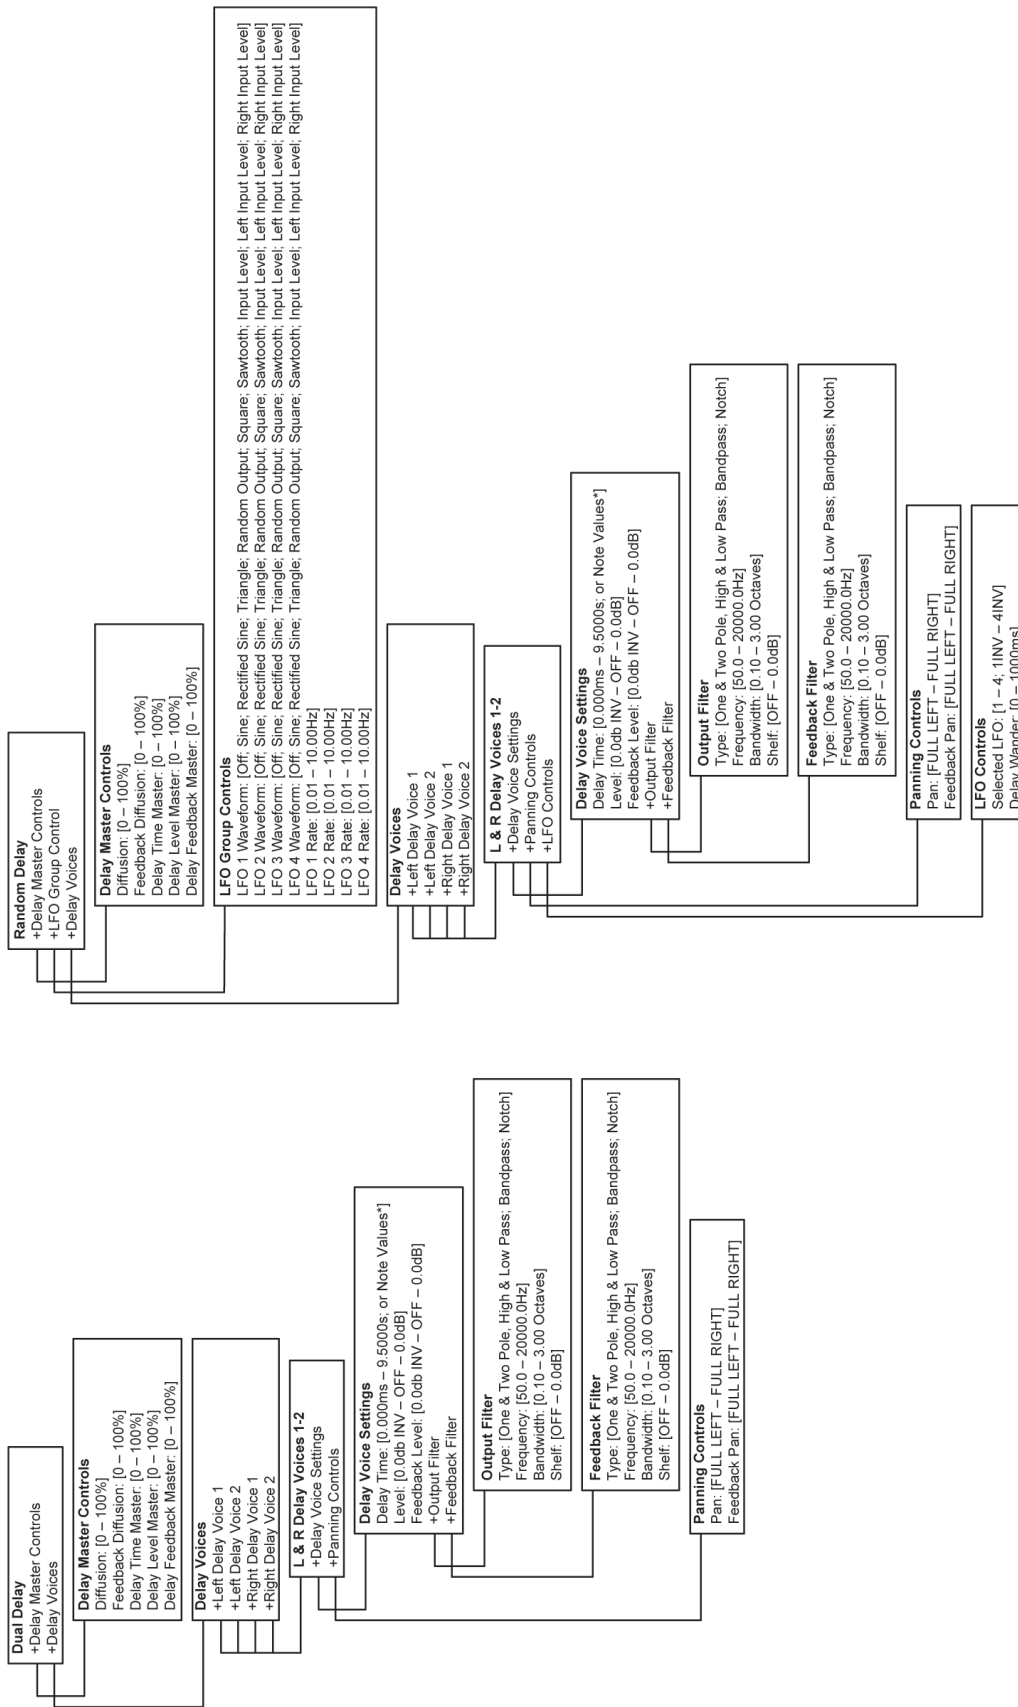 Dual Delay
+Delay Master Controls
+Delay Voices
Delay Master Controls
Diffusion: [0 – 100%]
Feedback Diffusion: [0 – 100%]
Delay Time Master: [0 – 100%]
Delay Level Master: [0 – 100%]
Delay Feedback Master: [0 – 100%]
Delay Voices
+Left Delay Voice 1
+Left Delay Voice 2
+Right Delay Voice 1
+Right Delay Voice 2
L & R Delay Voices 1-2
+Delay Voice Settings
+Panning Controls
Delay Voice Settings
Delay Time: [0.000ms – 9.5000s; or Note Values*]
Level: [0.0db INV – OFF – 0.0dB]
Feedback Level: [0.0db INV – OFF – 0.0dB]
+Output Filter
+Feedback Filter
Output Filter
Type: [One & Two Pole, High & Low Pass; Bandpass; Notch]
Frequency: [50.0 – 20000.0Hz]
Bandwidth: [0.10 – 3.00 Octaves]
Shelf: [OFF – 0.0dB]
Feedback Filter
Type: [One & Two Pole, High & Low Pass; Bandpass; Notch]
Frequency: [50.0 – 20000.0Hz]
Bandwidth: [0.10 – 3.00 Octaves]
Shelf: [OFF – 0.0dB]
Panning Controls
Pan: [FULL LEFT – FULL RIGHT]
Feedback Pan: [FULL LEFT – FULL RIGHT]
Random Delay
+Delay Master Controls
+LFO Group Control
+Delay Voices
Delay Master Controls
Diffusion: [0 – 100%]
Feedback Diffusion: [0 – 100%]
Delay Time Master: [0 – 100%]
Delay Level Master: [0 – 100%]
Delay Feedback Master: [0 – 100%]
LFO Group Controls
LFO 1 Waveform: [Off; Sine; Rectified Sine; Triangle; Random Output; Square; Sawtooth; Input Level; Left Input Level; Right Input Level]
LFO 2 Waveform: [Off; Sine; Rectified Sine; Triangle; Random Output; Square; Sawtooth; Input Level; Left Input Level; Right Input Level]
LFO 3 Waveform: [Off; Sine; Rectified Sine; Triangle; Random Output; Square; Sawtooth; Input Level; Left Input Level; Right Input Level]
LFO 4 Waveform: [Off; Sine; Rectified Sine; Triangle; Random Output; Square; Sawtooth; Input Level; Left Input Level; Right Input Level]
LFO 1 Rate: [0.01 – 10.00Hz]
LFO 2 Rate: [0.01 – 10.00Hz]
LFO 3 Rate: [0.01 – 10.00Hz]
LFO 4 Rate: [0.01 – 10.00Hz]
Delay Voices
+Left Delay Voice 1
+Left Delay Voice 2
+Right Delay Voice 1
+Right Delay Voice 2
L & R Delay Voices 1-2
+Delay Voice Settings
+Panning Controls
+LFO Controls
Delay Voice Settings
Delay Time: [0.000ms – 9.5000s; or Note Values*]
Level: [0.0db INV – OFF – 0.0dB]
Feedback Level: [0.0db INV – OFF – 0.0dB]
+Output Filter
+Feedback Filter
Output Filter
Type: [One & Two Pole, High & Low Pass; Bandpass; Notch]
Frequency: [50.0 – 20000.0Hz]
Bandwidth: [0.10 – 3.00 Octaves]
Shelf: [OFF – 0.0dB]
Feedback Filter
Type: [One & Two Pole, High & Low Pass; Bandpass; Notch]
Frequency: [50.0 – 20000.0Hz]
Bandwidth: [0.10 – 3.00 Octaves]
Shelf: [OFF – 0.0dB]
Panning Controls
Pan: [FULL LEFT – FULL RIGHT]
Feedback Pan: [FULL LEFT – FULL RIGHT]
LFO Controls
Selected LFO: [1 – 4; 1INV – 4INV]
Delay Wander: [0 – 1000ms]